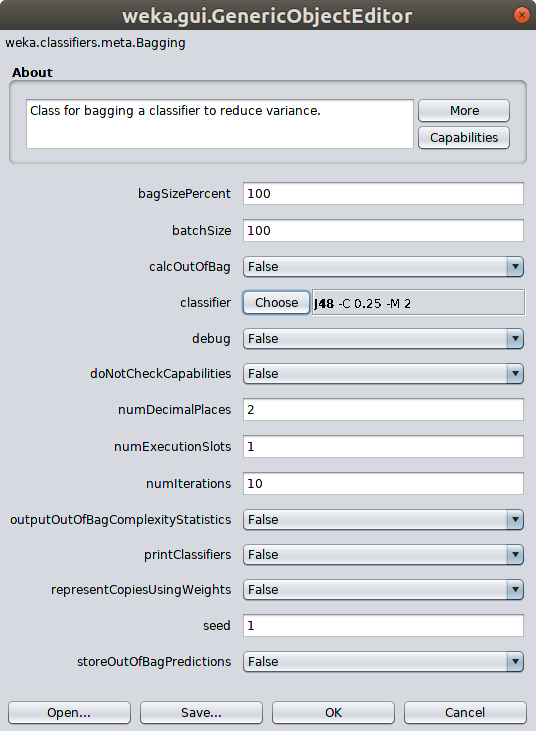 weka.gui.GenericObjectEditor
weka.classifiers.meta.Bagging
About
Class for bagging a classifier to reduce variance.
More
Capabilities
bagSizePercent 100
batchSize 100
calcOutOfBag False
classifier Choose J48 -C 0.25 -M 2
debug False
doNotCheckCapabilities False
numDecimalPlaces 2
numExecutionSlots 1
numIterations 10
outputOutOfBagComplexityStatistics False
printClassifiers False
representCopiesUsingWeights False
seed 1
storeOutOfBagPredictions False
Open... Save... OK Cancel